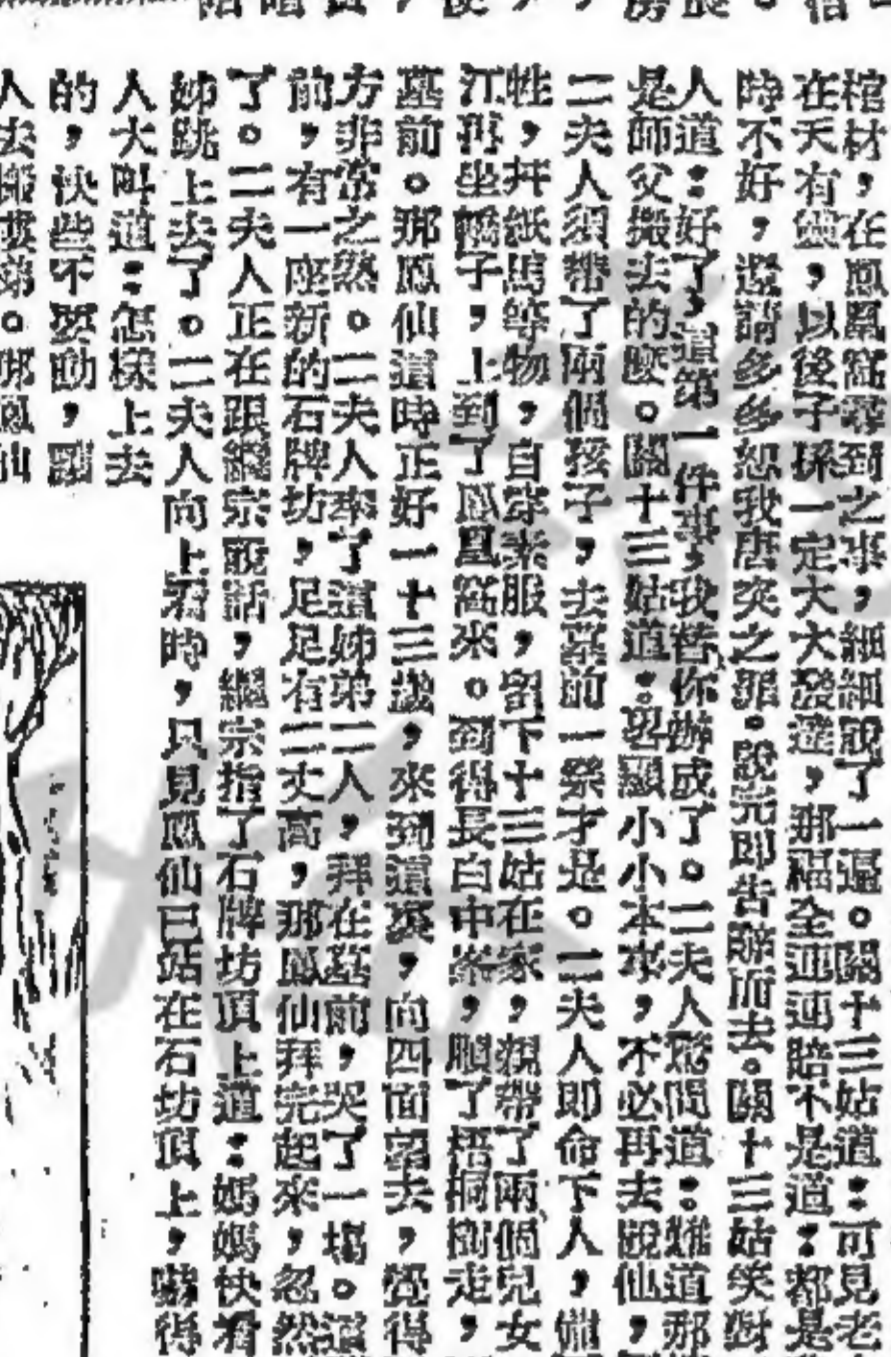 棺材，在鳳凰窩尋到之事，細細說了一遍。關十三姑道：可見老
在天有靈，以後子孫一定大大發達，那福全連連賠不是道：都是
時不好，還請多多恕我唐突之罪。說完即告辭而去。關十三姑笑對
人道：好了，這第一件事，我替你辦成了。二夫人驚問道：難道那
是師父搬去的麼。關十三姑道：畧顯小小本事，不必再去說他，
二夫人須帶了兩個孩子，去墓前一祭才是。二夫人即命下人，備
牲，幷紙馬等物，自穿素服，留下十三姑在家，親帶了兩個兒女
江再坐轎子，上到了鳳凰窩來。到得長白中峯，順了梧桐樹走，
墓前。那鳳仙這時正好一十三歲，來到這裏，向四面望去，覺得
方非常之熟。二夫人率了這姊弟二人，拜在墓前，哭了一塲。
前，有一座新的石牌坊，足足有二丈高，那鳳仙拜完起來，忽然
了。二夫人正在跟繼宗說話，繼宗指了石牌坊頂上道：媽媽快看
姊跳上去了。二夫人向上看時，只見鳳仙已站在石坊頂上，嚇得
人大叫道：怎樣上去
的，快些不要動，
人去